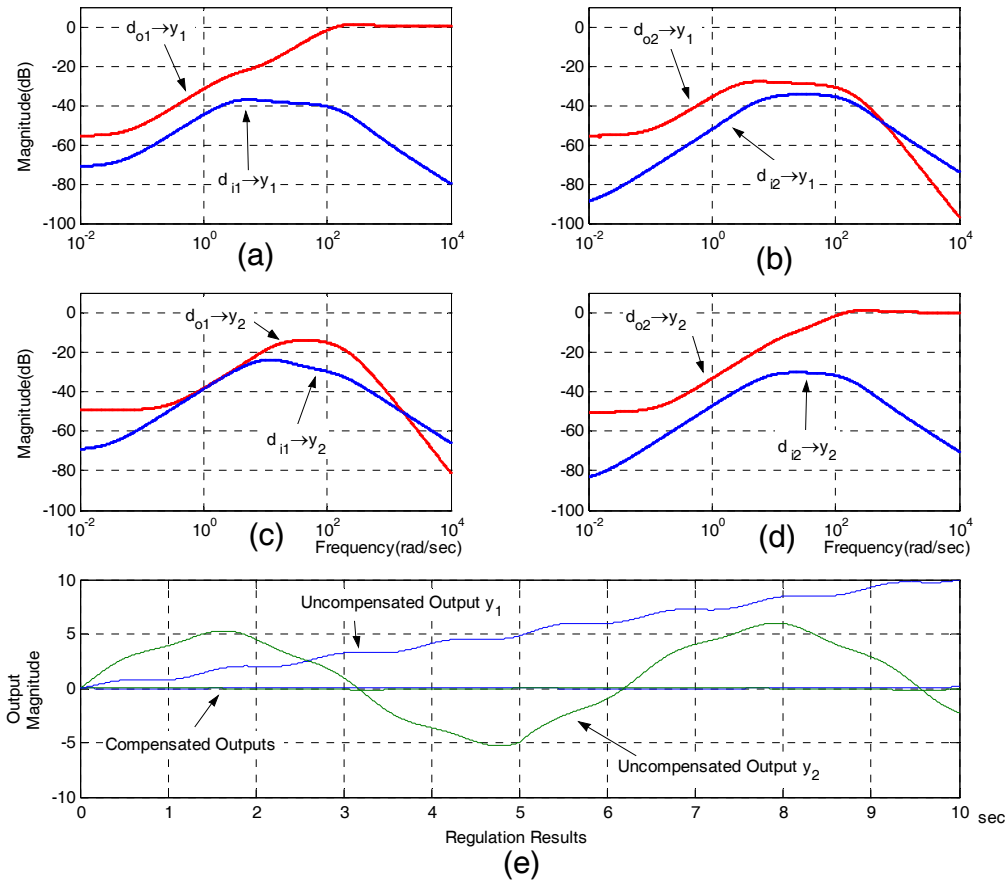 0
-20
-40
-60
-80
-100
Magnitude(dB)
d_o1→y_1
d_i1→y_1
10^-2 10^0 10^2 10^4
(a)
0
-20
-40
-60
-80
-100
Magnitude(dB)
d_o2→y_1
d_i2→y_1
10^-2 10^0 10^2 10^4
(b)
0
-20
-40
-60
-80
-100
Magnitude(dB)
d_o1→y_2
d_i1→y_2
10^-2 10^0 10^2 10^4
(c)
Frequency(rad/sec)
0
-20
-40
-60
-80
-100
d_o2→y_2
d_i2→y_2
10^-2 10^0 10^2 10^4
(d)
Frequency(rad/sec)
10
5
0
-5
-10
Output
Magnitude
Uncompensated Output y_1
Compensated Outputs
Uncompensated Output y_2
0 1 2 3 4 5 6 7 8 9 10 sec
Regulation Results
(e)